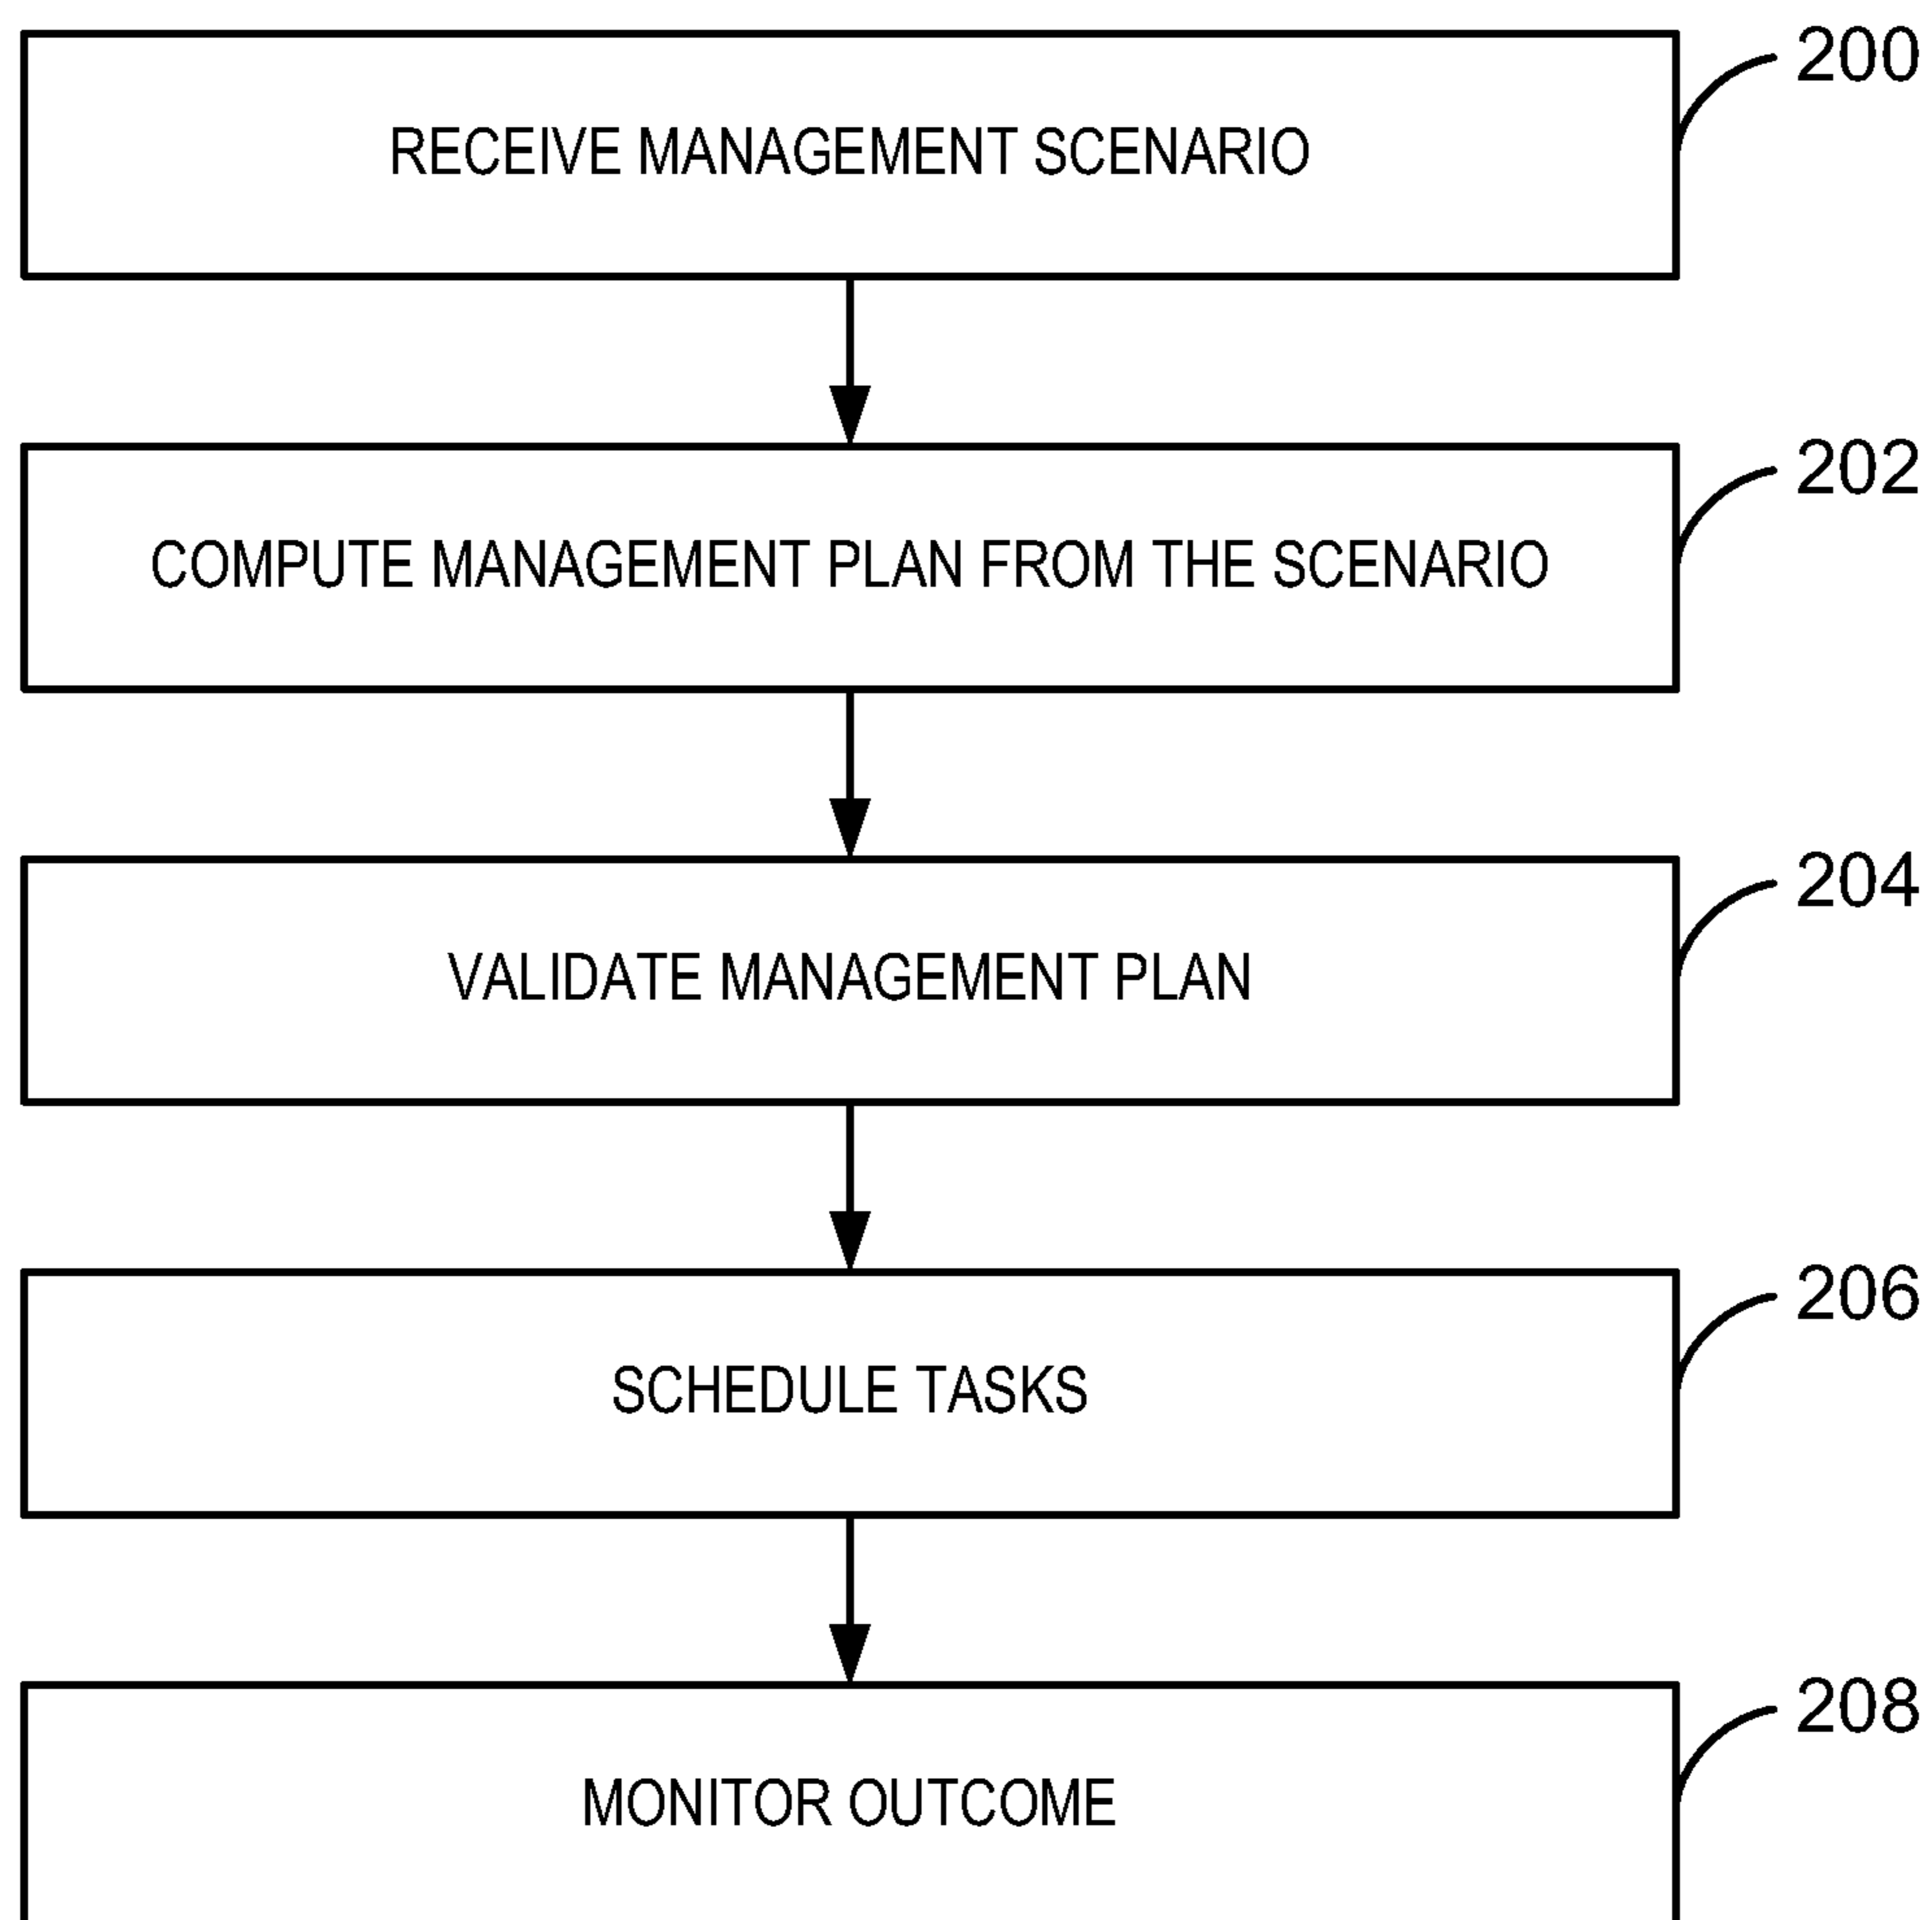 200
RECEIVE MANAGEMENT SCENARIO
202
COMPUTE MANAGEMENT PLAN FROM THE SCENARIO
204
VALIDATE MANAGEMENT PLAN
206
SCHEDULE TASKS
208
MONITOR OUTCOME